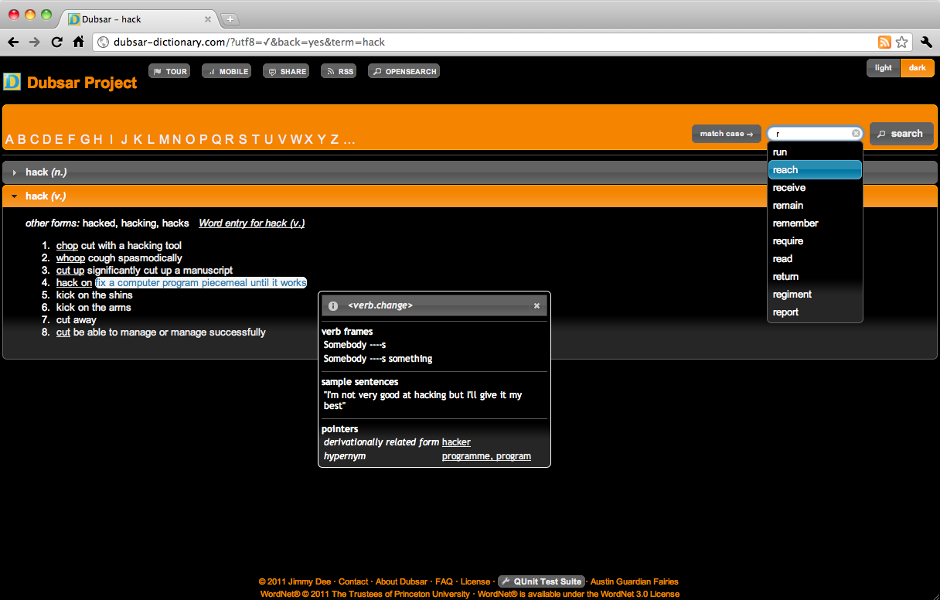 Dubsar – hack
dubsar-dictionary.com/?utf8=√&back=yes&term=hack
Dubsar Project
TOUR
MOBILE
SHARE
RSS
OPENSEARCH
light
dark
A B C D E F G H I J K L M N O P Q R S T U V W X Y Z ...
match case →
r
search
run
reach
receive
remain
remember
require
read
return
regiment
report
hack (n.)
hack (v.)
other forms: hacked, hacking, hacks Word entry for hack (v.)
1. chop cut with a hacking tool
2. whoop cough spasmodically
3. cut up significantly cut up a manuscript
4. hack on fix a computer program piecemeal until it works
5. kick on the shins
6. kick on the arms
7. cut away
8. cut be able to manage or manage successfully
<verb.change>
verb frames
Somebody ----s
Somebody ----s something
sample sentences
"I'm not very good at hacking but I'll give it my
best"
pointers
derivationally related form hacker
hypernym programme, program
© 2011 Jimmy Dee · Contact · About Dubsar · FAQ · License · QUnit Test Suite · Austin Guardian Fairies
WordNet® © 2011 The Trustees of Princeton University · WordNet® is available under the WordNet 3.0 License